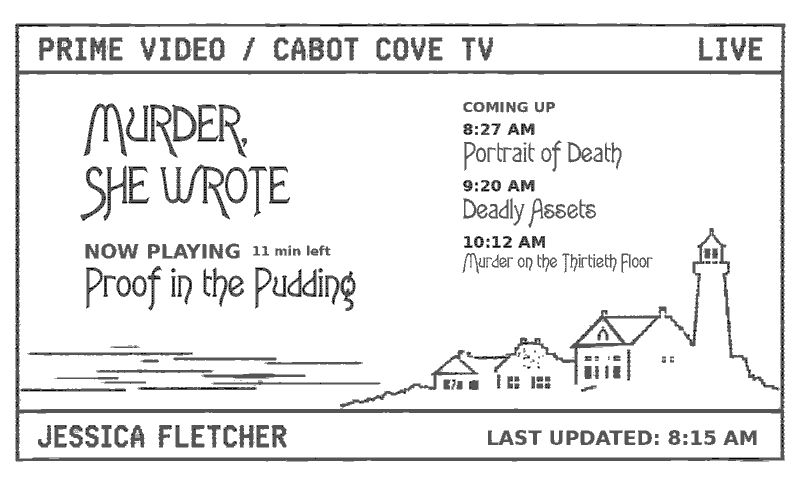 PRIME VIDEO / CABOT COVE TV
LIVE
MURDER,
SHE WROTE
NOW PLAYING 11 min left
Proof in the Pudding
COMING UP
8:27 AM
Portrait of Death
9:20 AM
Deadly Assets
10:12 AM
Murder on the Thirtieth Floor
JESSICA FLETCHER
LAST UPDATED: 8:15 AM